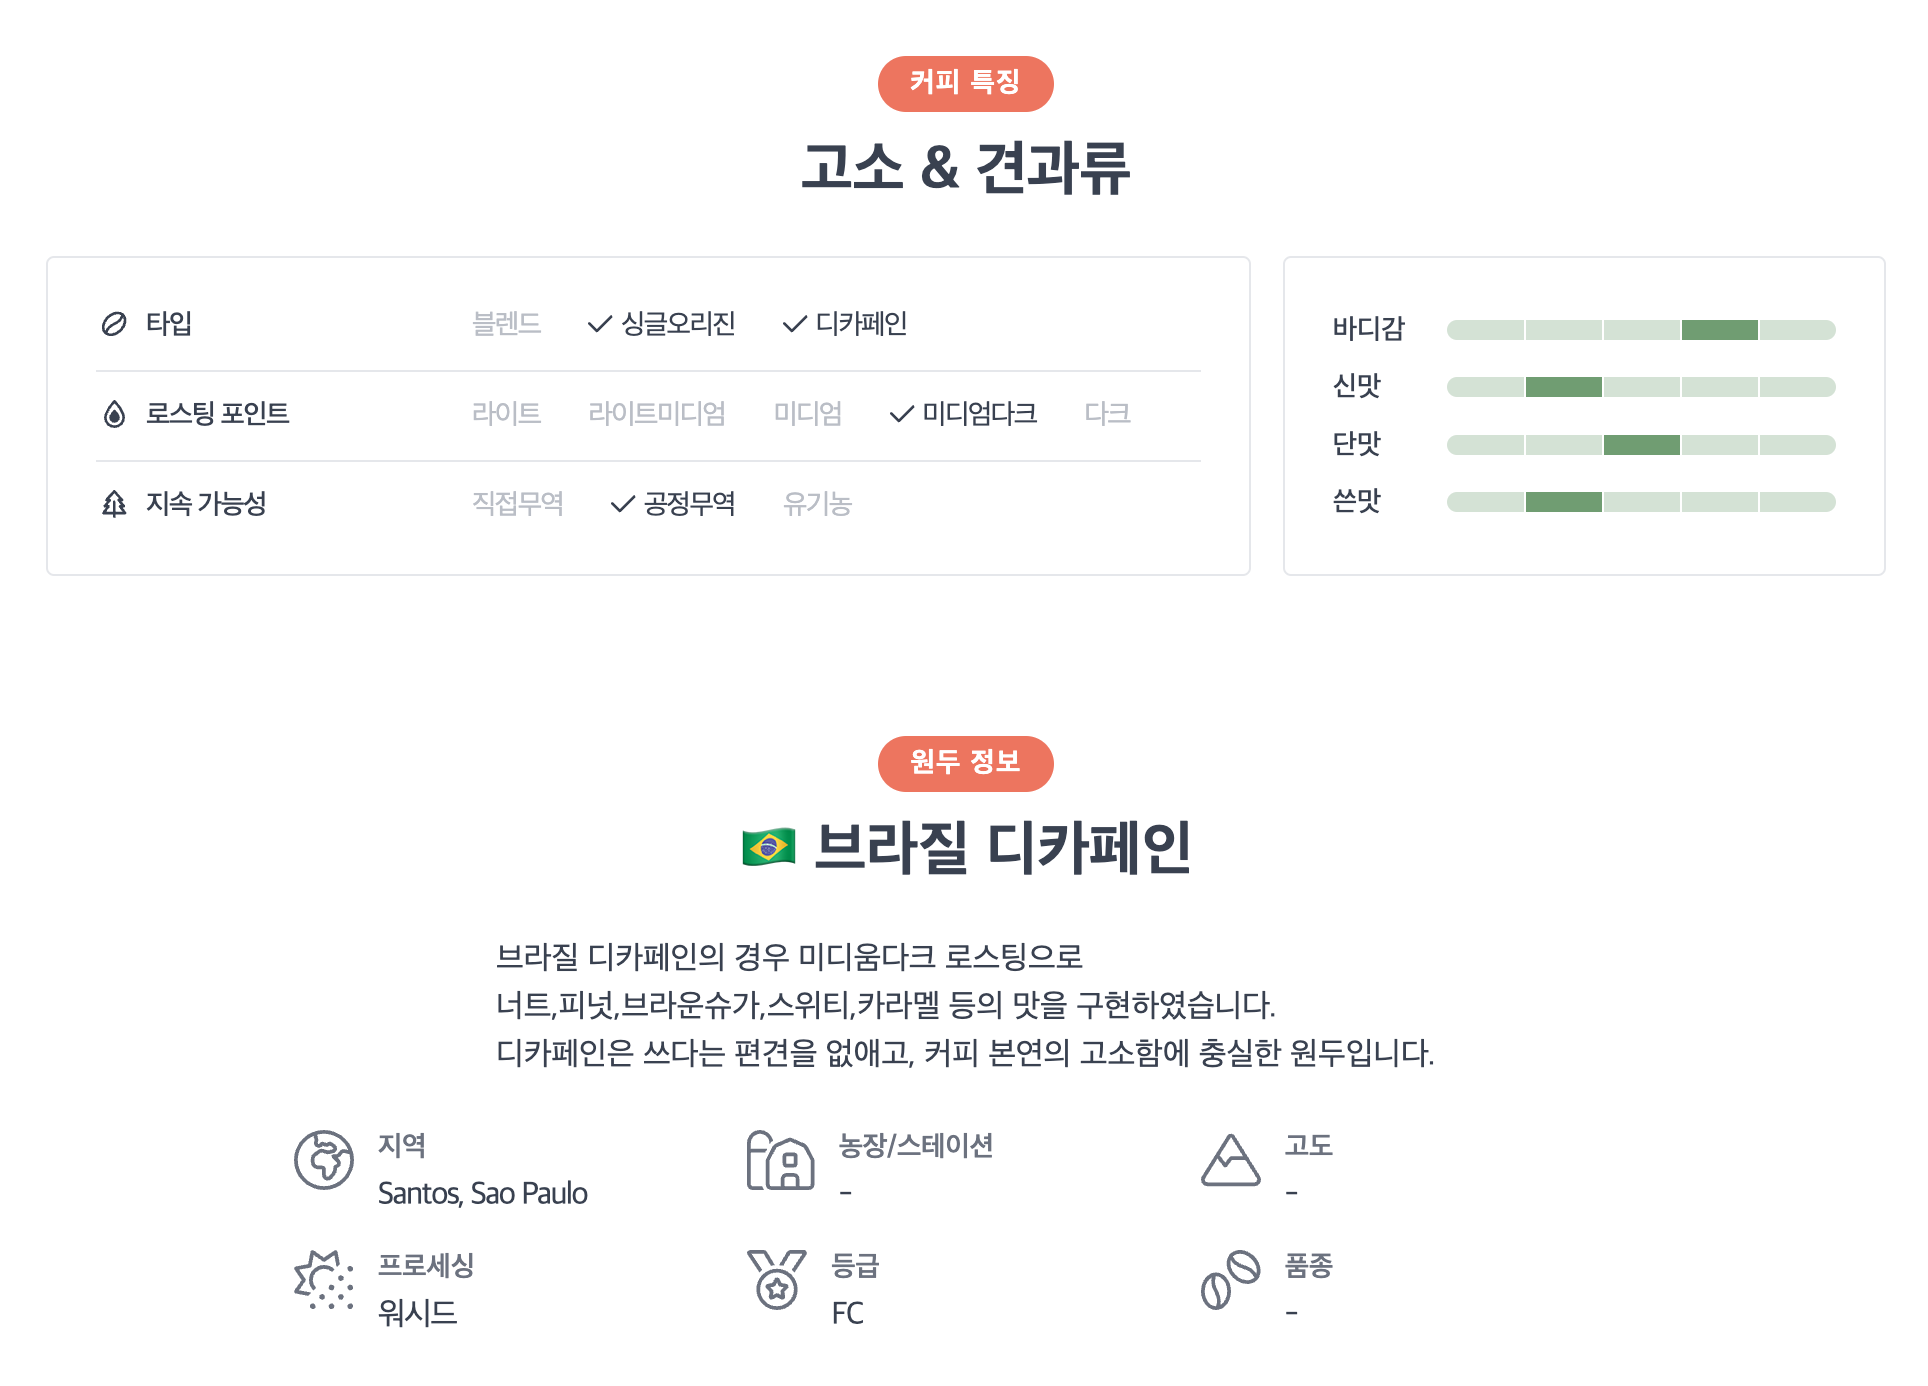 커피 특징
고소 & 견과류
타입 블렌드 싱글오리진 디카페인
로스팅 포인트 라이트 라이트미디엄 미디엄 미디엄다크 다크
지속 가능성 직접무역 공정무역 유기농
바디감
신맛
단맛
쓴맛
원두 정보
브라질 디카페인
브라질 디카페인의 경우 미디움다크 로스팅으로
너트,피넛,브라운슈가,스위티,카라멜 등의 맛을 구현하였습니다.
디카페인은 쓰다는 편견을 없애고, 커피 본연의 고소함에 충실한 원두입니다.
지역
Santos, Sao Paulo
농장/스테이션
-
고도
-
프로세싱
워시드
등급
FC
품종
-